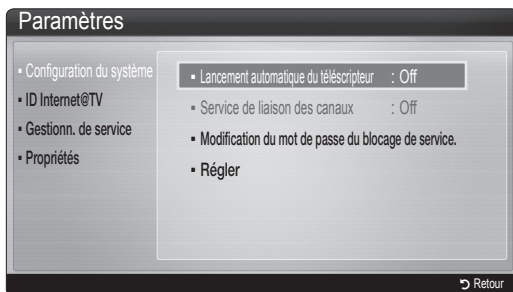 Paramètres
▪ Configuration du système
▪ ID Internet@TV
▪ Gestionn. de service
▪ Propriétés
▪ Lancement automatique du téléscripteur : Off
▪ Service de liaison des canaux : Off
▪ Modification du mot de passe du blocage de service.
▪ Régler
Retour